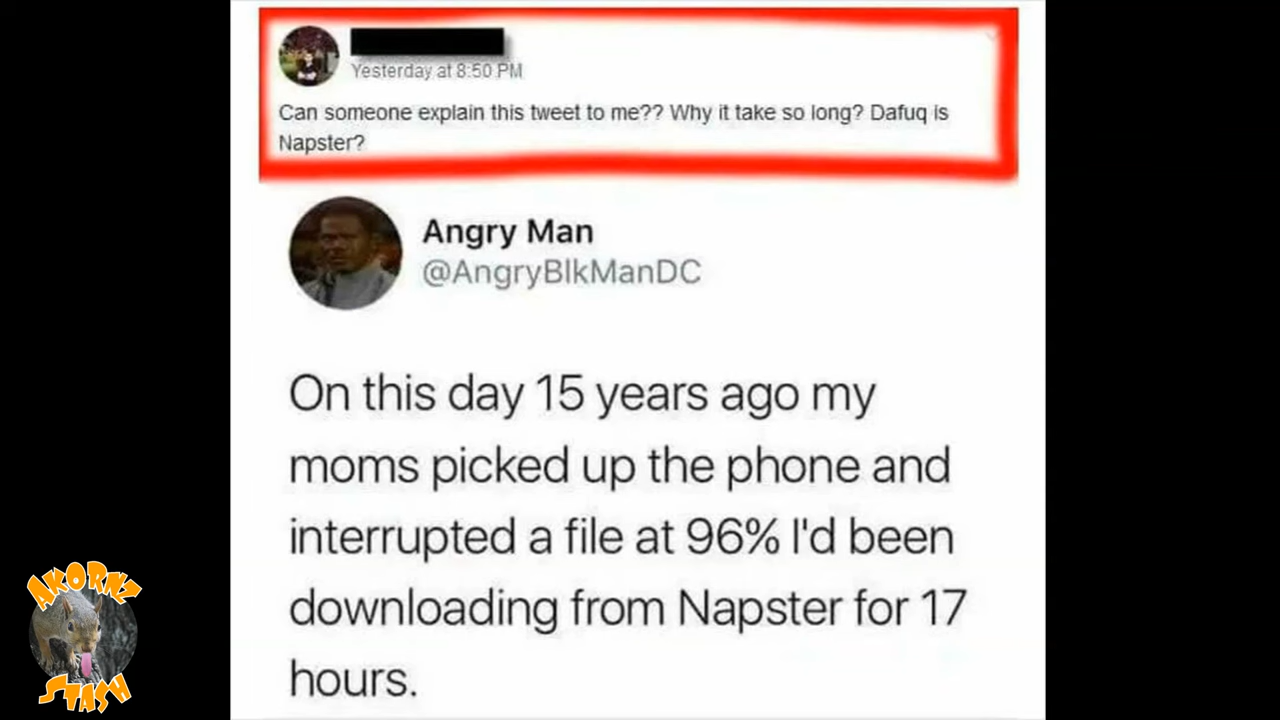 Yesterday at 8:50 PM
Can someone explain this tweet to me?? Why it take so long? Dafuq is
Napster?
Angry Man
@AngryBlkManDC
On this day 15 years ago my
moms picked up the phone and
interrupted a file at 96% I'd been
downloading from Napster for 17
hours.
AKORNZ
STASH